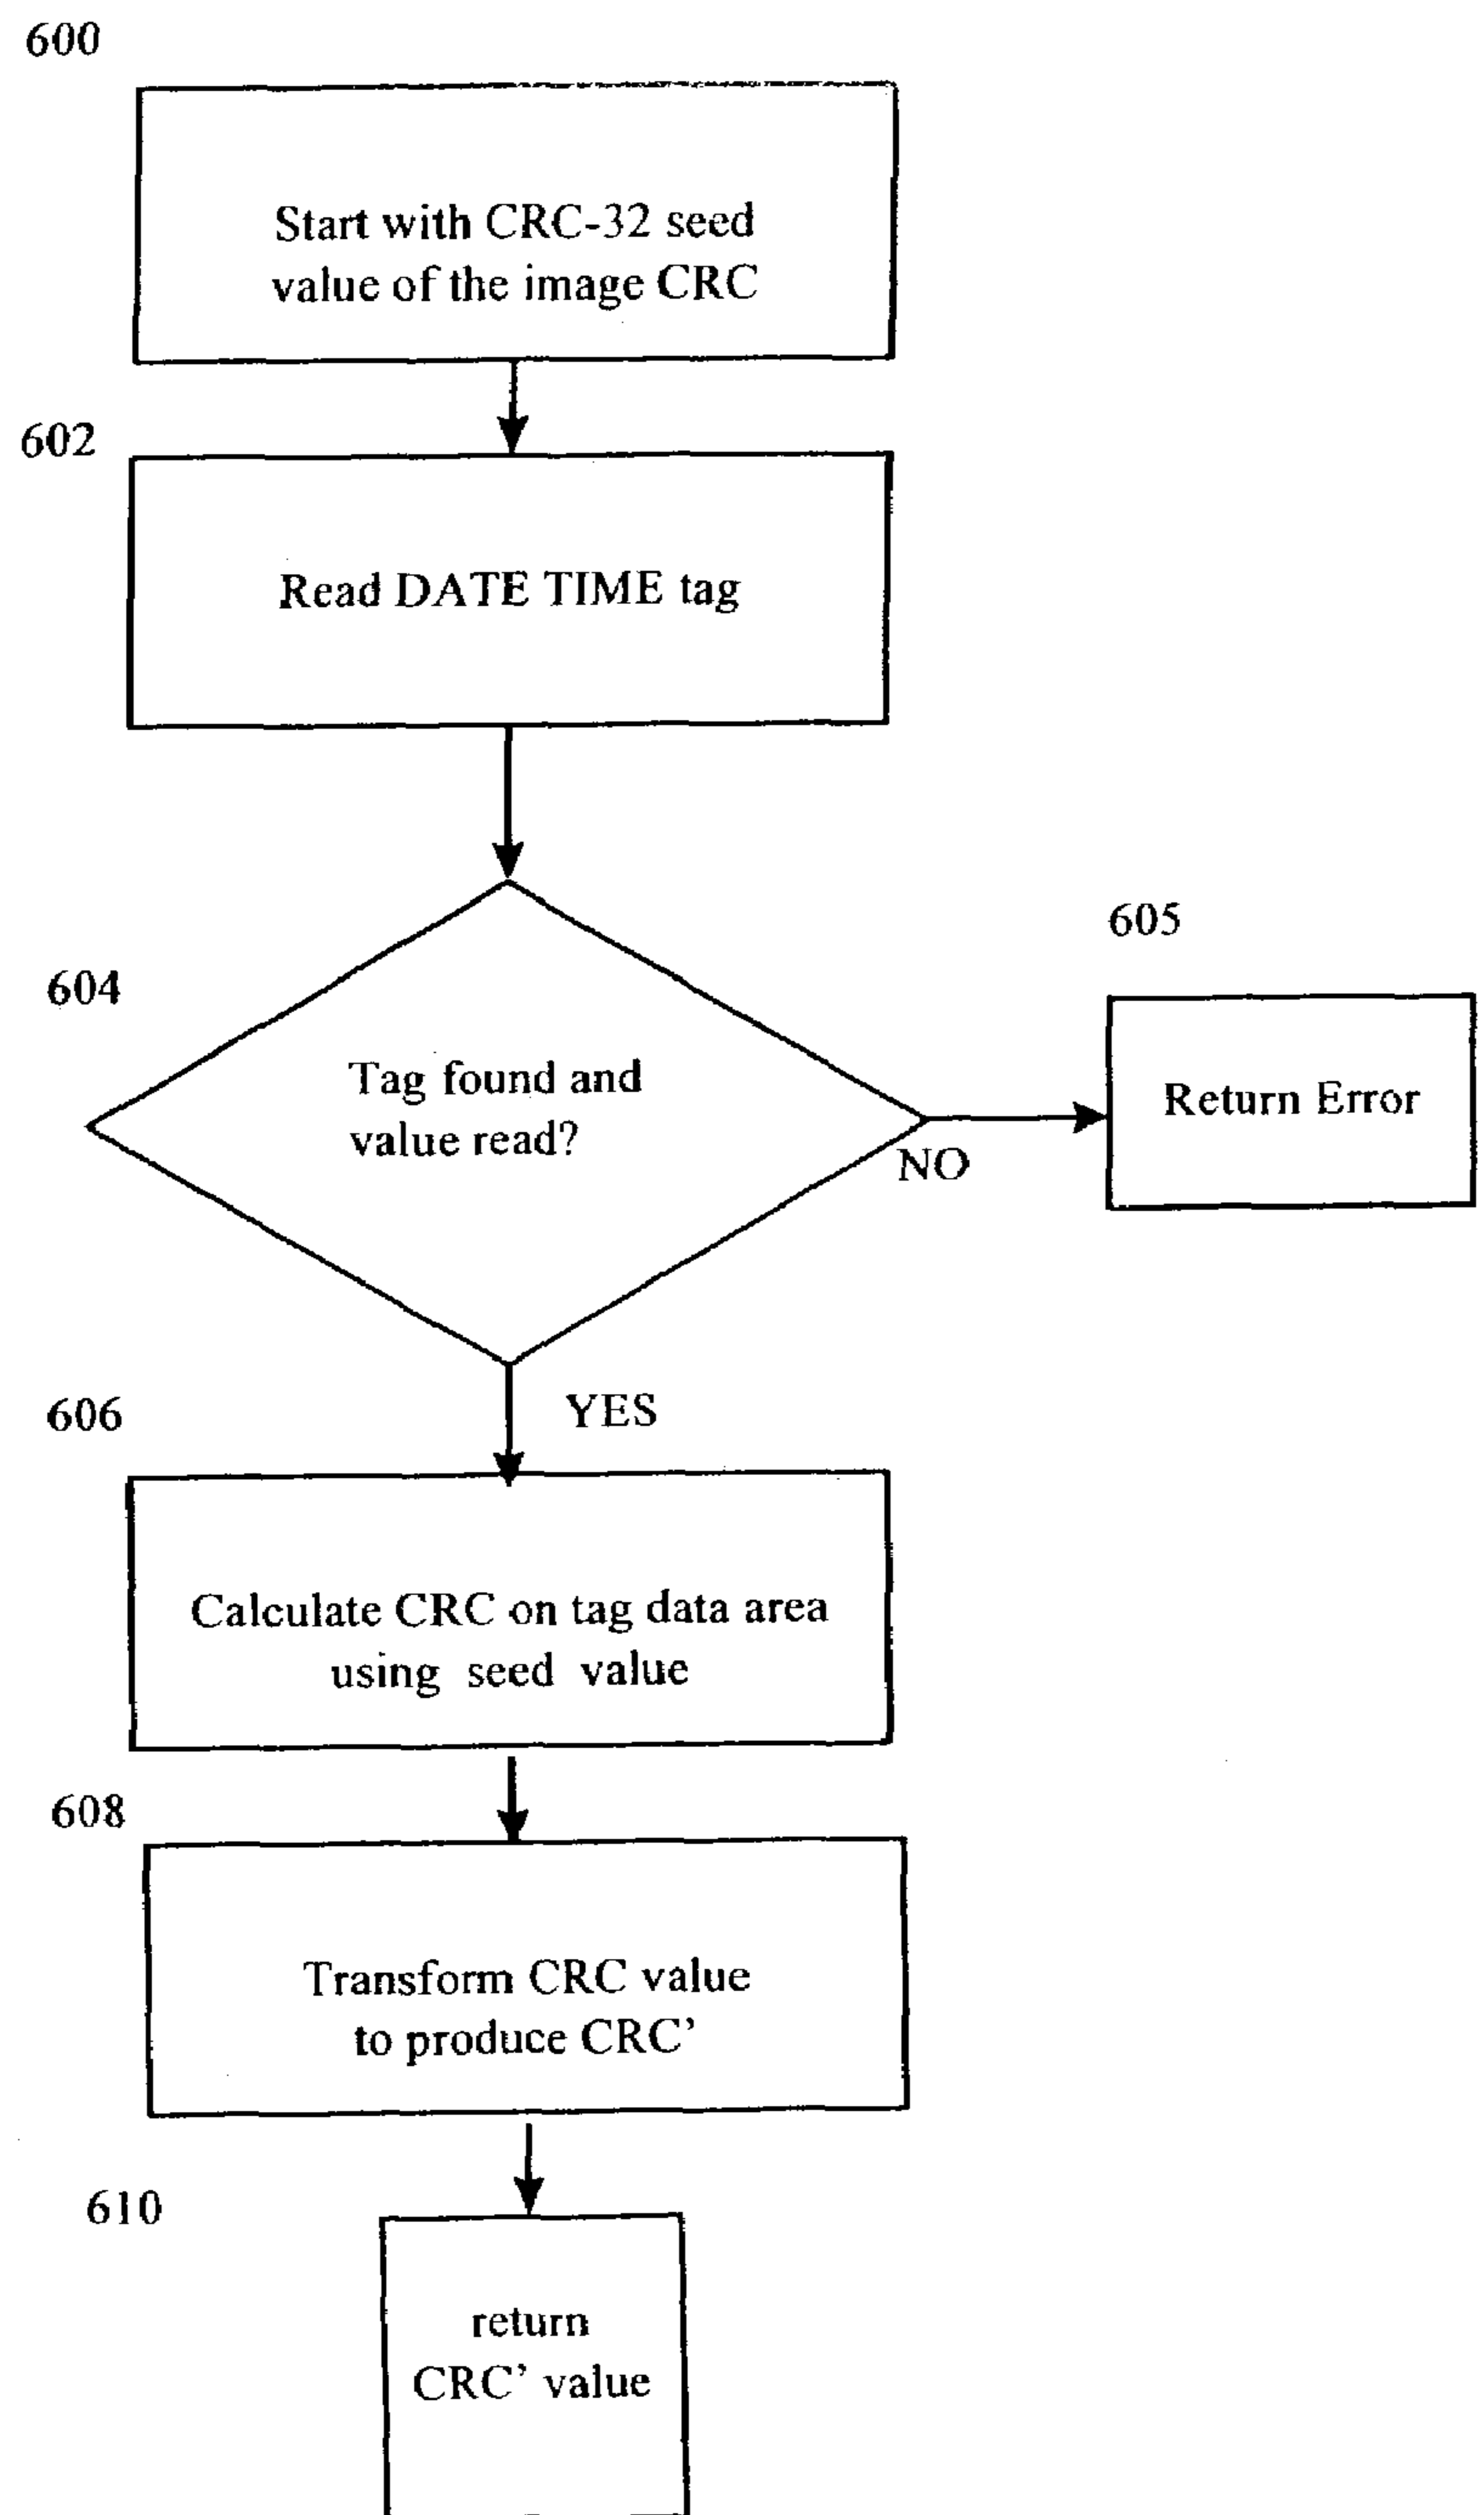 600
Start with CRC-32 seed
value of the image CRC
602
Read DATE TIME tag
604
Tag found and
value read?
NO
605
Return Error
YES
606
Calculate CRC on tag data area
using seed value
608
Transform CRC value
to produce CRC’
610
return
CRC’ value